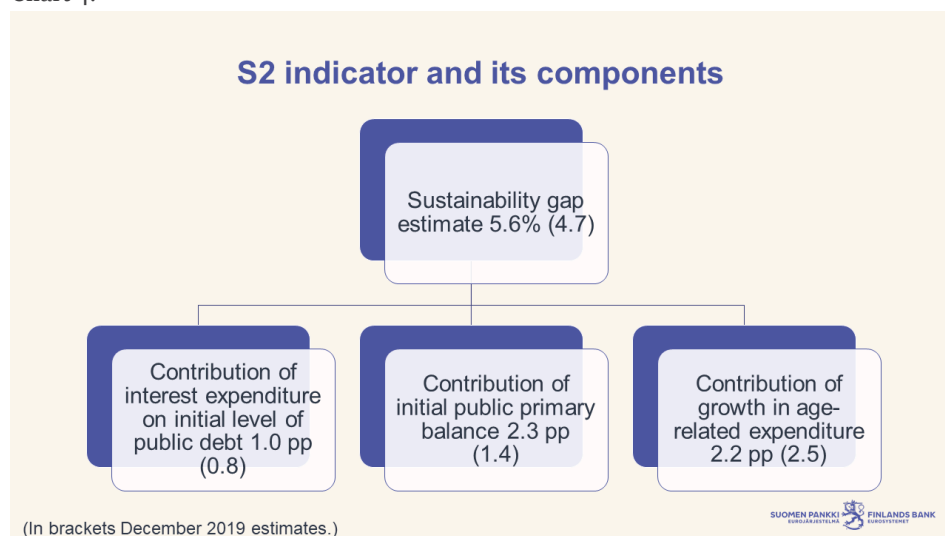 S2 indicator and its components
Sustainability gap
estimate 5.6% (4.7)
Contribution of
interest expenditure
on initial level of
public debt 1.0 pp
(0.8)
Contribution of
initial public primary
balance 2.3 pp
(1.4)
Contribution of
growth in age-
related expenditure
2.2 pp (2.5)
(In brackets December 2019 estimates.)
SUOMEN PANKKI
EUROJÄRJESTELMÄ
FINLANDS BANK
EUROSYSTEMET